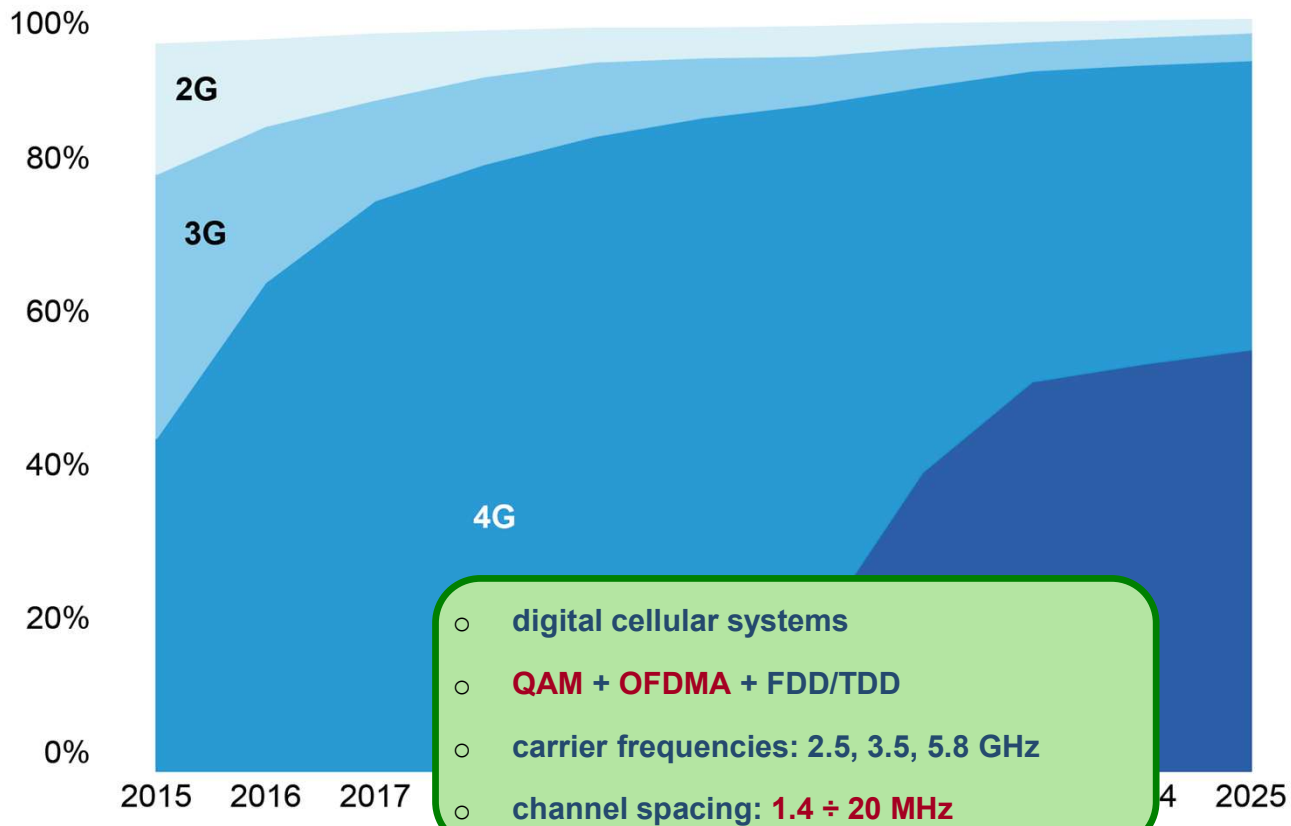 100%
2G
80%
3G
60%
40%
4G
20%
0%
o digital cellular systems
o QAM + OFDMA + FDD/TDD
o carrier frequencies: 2.5, 3.5, 5.8 GHz
o channel spacing: 1.4 ÷ 20 MHz
2015 2016 2017 4 2025